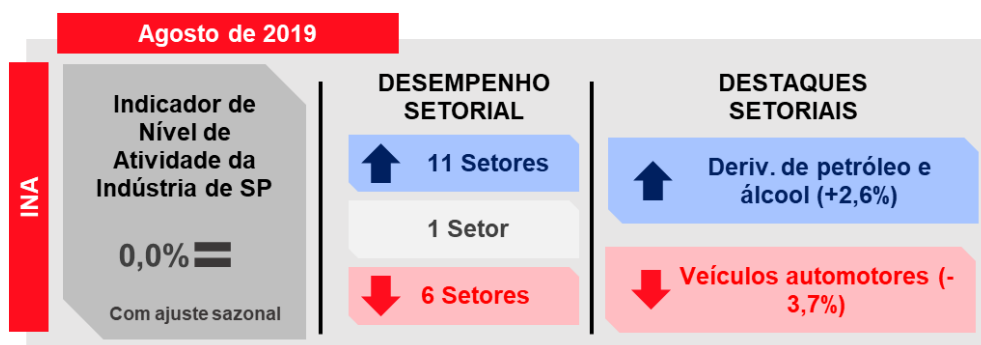 Agosto de 2019
INA
Indicador de
Nível de
Atividade da
Indústria de SP
0,0%
Com ajuste sazonal
DESEMPENHO
SETORIAL
11 Setores
1 Setor
6 Setores
DESTAQUES
SETORIAIS
Deriv. de petróleo e
álcool (+2,6%)
Veículos automotores (-
3,7%)